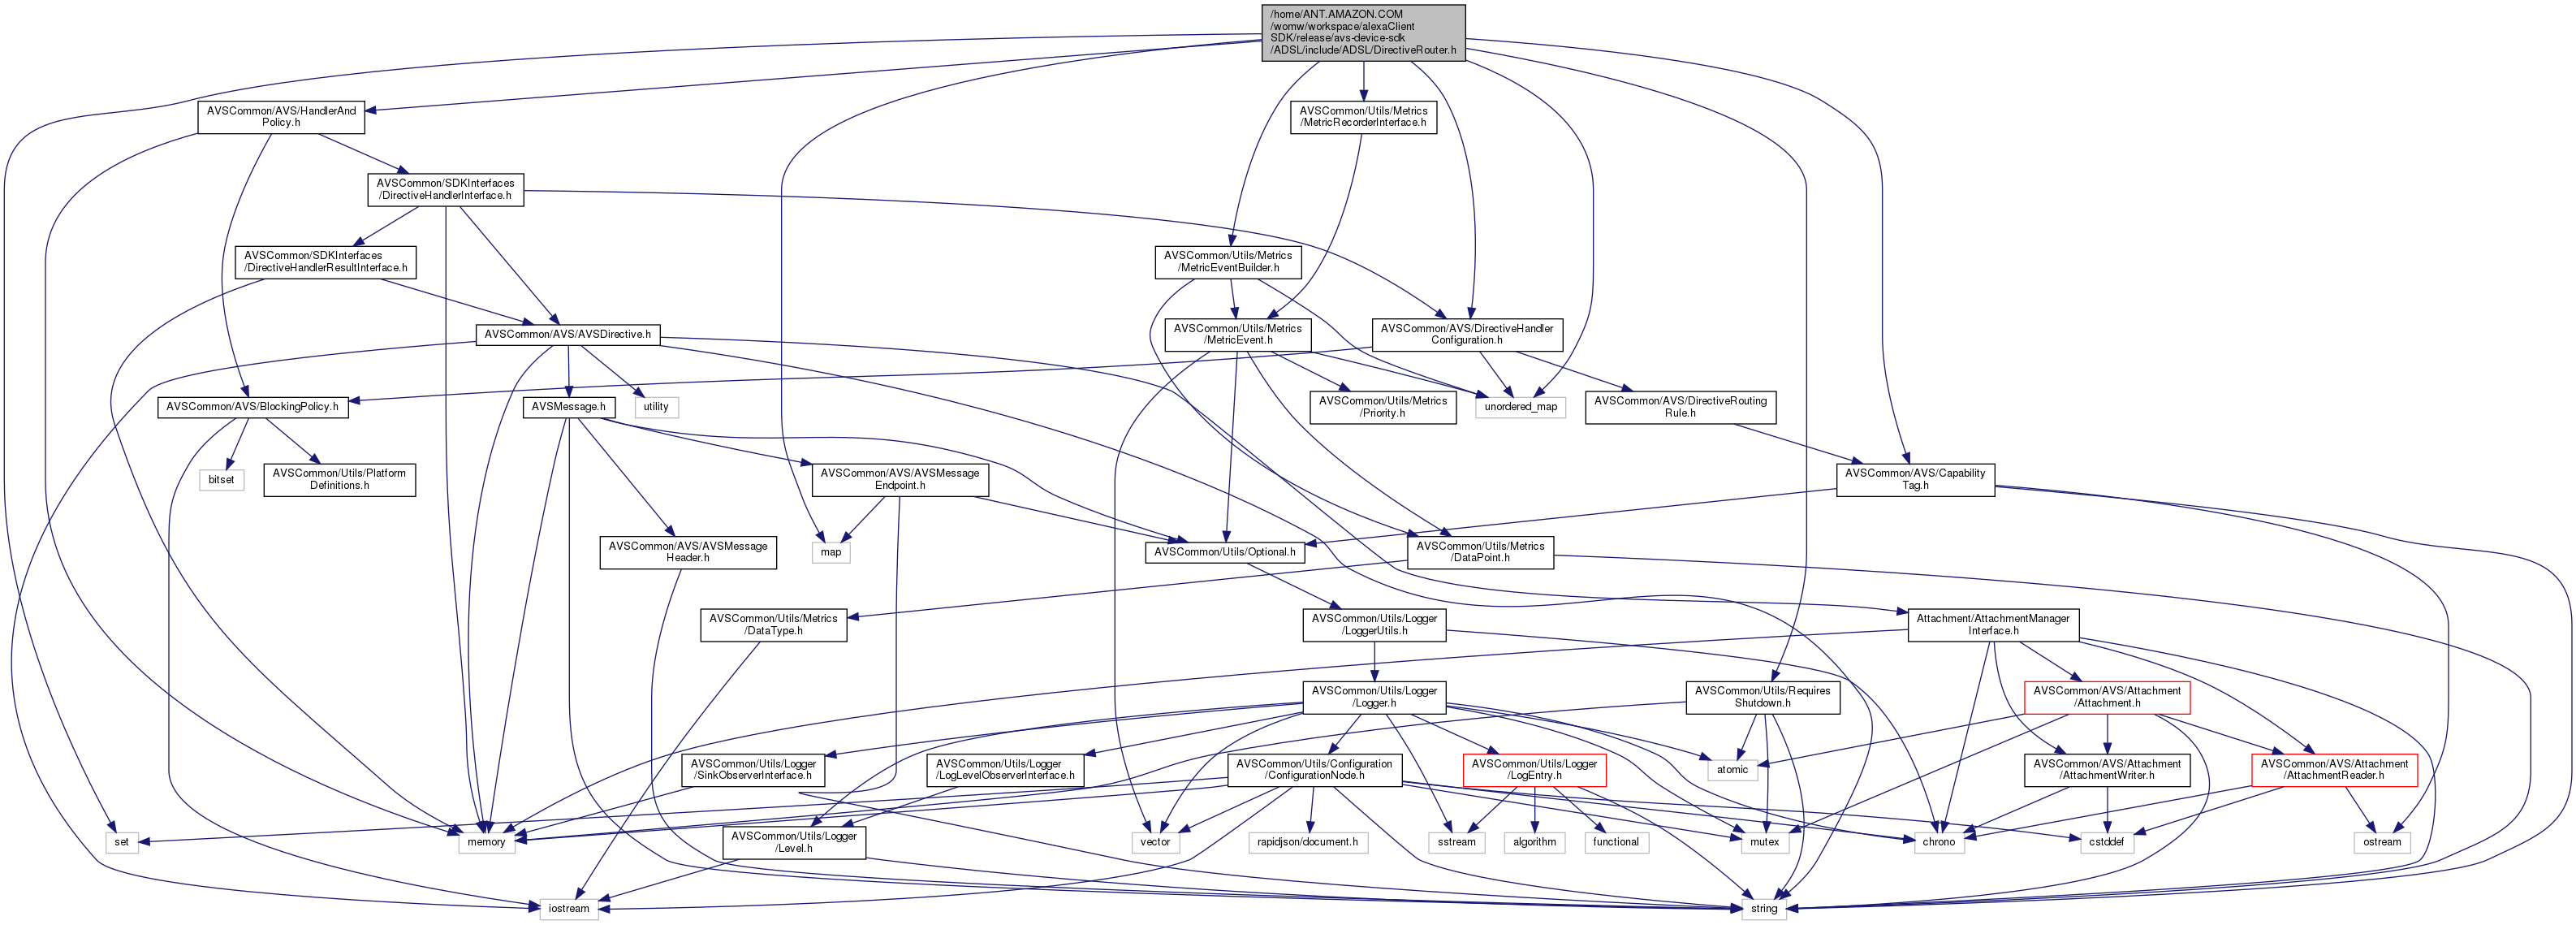 /home/ANT.AMAZON.COM
/womw/workspace/alexaClient
SDK/release/avs-device-sdk
/ADSL/include/ADSL/DirectiveRouter.h
AVSCommon/AVS/HandlerAnd
Policy.h
AVSCommon/Utils/Metrics
/MetricRecorderInterface.h
AVSCommon/SDKInterfaces
/DirectiveHandlerInterface.h
AVSCommon/SDKInterfaces
/DirectiveHandlerResultInterface.h
AVSCommon/Utils/Metrics
/MetricEventBuilder.h
AVSCommon/AVS/AVSDirective.h
AVSCommon/Utils/Metrics
/MetricEvent.h
AVSCommon/AVS/DirectiveHandler
Configuration.h
AVSCommon/AVS/BlockingPolicy.h
AVSMessage.h
utility
AVSCommon/Utils/Metrics
/Priority.h
unordered_map
AVSCommon/AVS/DirectiveRouting
Rule.h
bitset
AVSCommon/Utils/Platform
Definitions.h
AVSCommon/AVS/AVSMessage
Endpoint.h
AVSCommon/AVS/Capability
Tag.h
AVSCommon/AVS/AVSMessage
Header.h
map
AVSCommon/Utils/Optional.h
AVSCommon/Utils/Metrics
/DataPoint.h
AVSCommon/Utils/Metrics
/DataType.h
AVSCommon/Utils/Logger
/LoggerUtils.h
Attachment/AttachmentManager
Interface.h
AVSCommon/Utils/Logger
/Logger.h
AVSCommon/Utils/Requires
Shutdown.h
AVSCommon/AVS/Attachment
/Attachment.h
AVSCommon/Utils/Logger
/SinkObserverInterface.h
AVSCommon/Utils/Logger
/LogLevelObserverInterface.h
AVSCommon/Utils/Configuration
/ConfigurationNode.h
AVSCommon/Utils/Logger
/LogEntry.h
atomic
AVSCommon/AVS/Attachment
/AttachmentWriter.h
AVSCommon/AVS/Attachment
/AttachmentReader.h
set
memory
AVSCommon/Utils/Logger
/Level.h
vector
rapidjson/document.h
sstream
algorithm
functional
mutex
chrono
cstddef
ostream
iostream
string